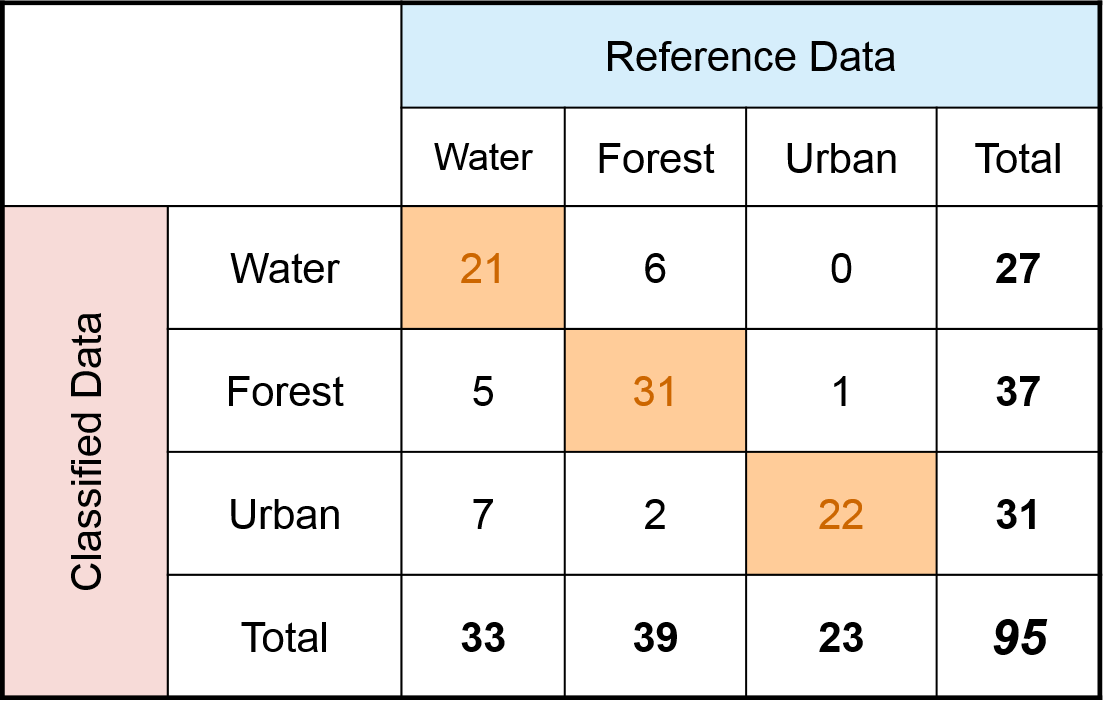 Reference Data
Water Forest Urban Total
Classified Data
Water 21 6 0 27
Forest 5 31 1 37
Urban 7 2 22 31
Total 33 39 23 95